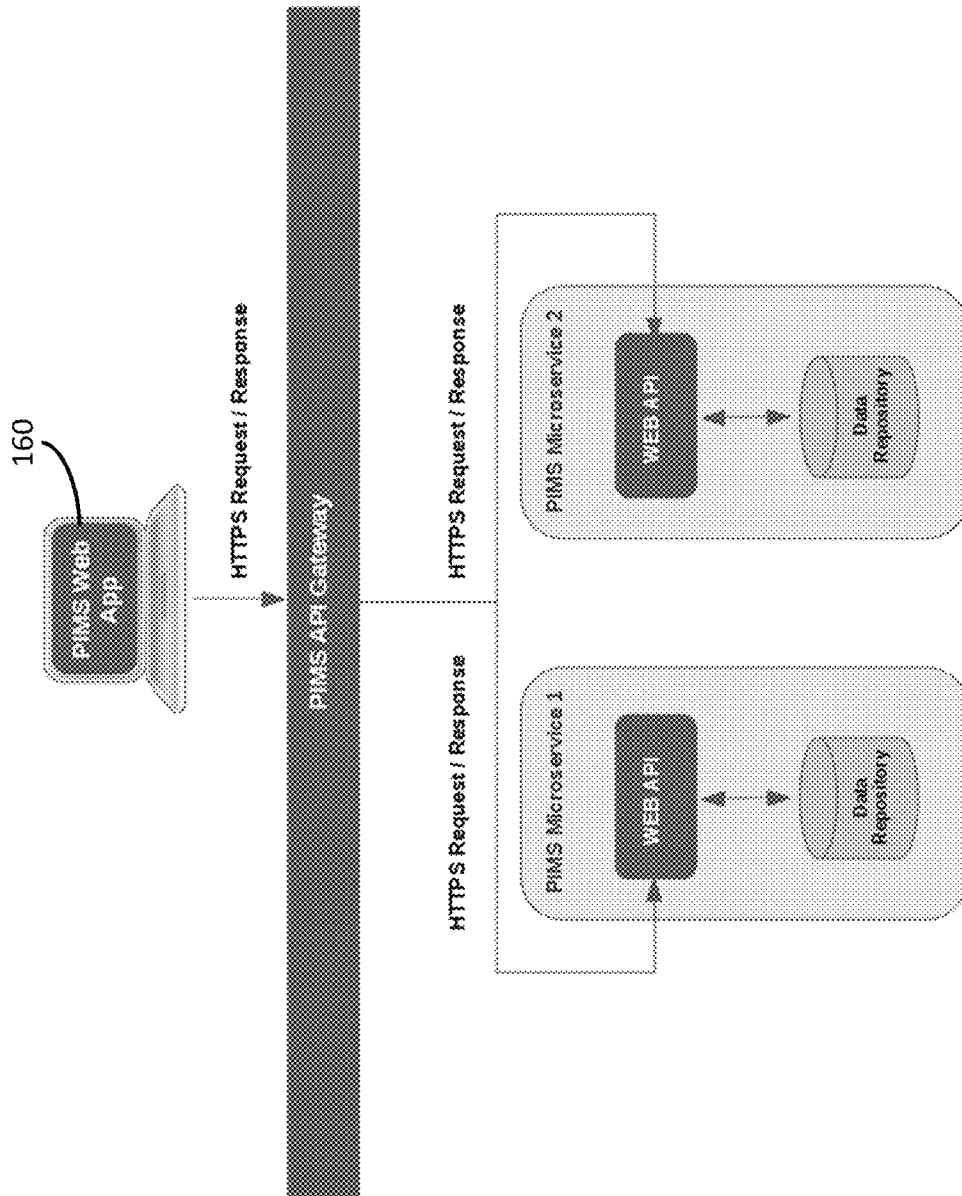 160
PIMS Web
App
HTTPS Request / Response
PIMS API Gateway
HTTPS Request / Response
HTTPS Request / Response
PIMS Microservice 1
WEB API
Data
Repository
PIMS Microservice 2
WEB API
Data
Repository